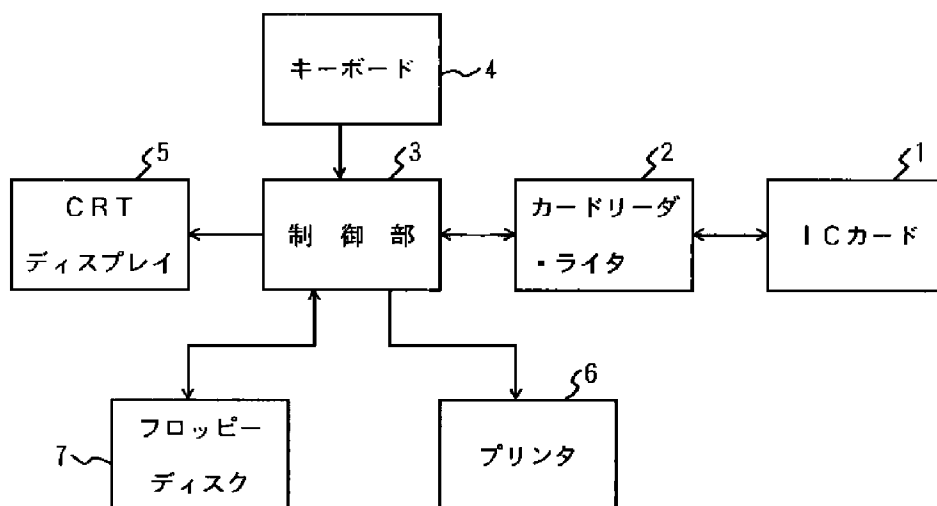 キーボード
4
5
3
2
1
CRT
ディスプレイ
制御部
カードリーダ
・ライタ
ICカード
6
フロッピー
ディスク
7
プリンタ